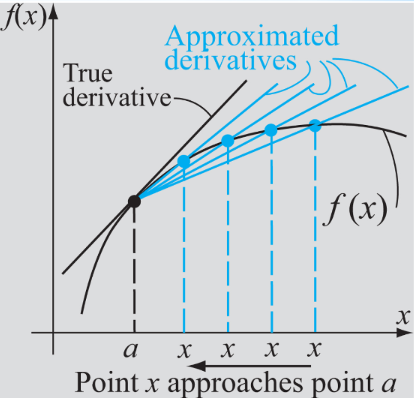 f(x)
Approximated
derivatives
True
derivative
f(x)
x
a x x x x
Point x approaches point a